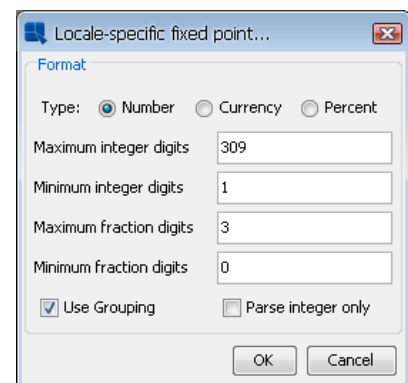 Locale-specific fixed point...
Format
Type: Number Currency Percent
Maximum integer digits 309
Minimum integer digits 1
Maximum fraction digits 3
Minimum fraction digits 0
Use Grouping Parse integer only
OK Cancel